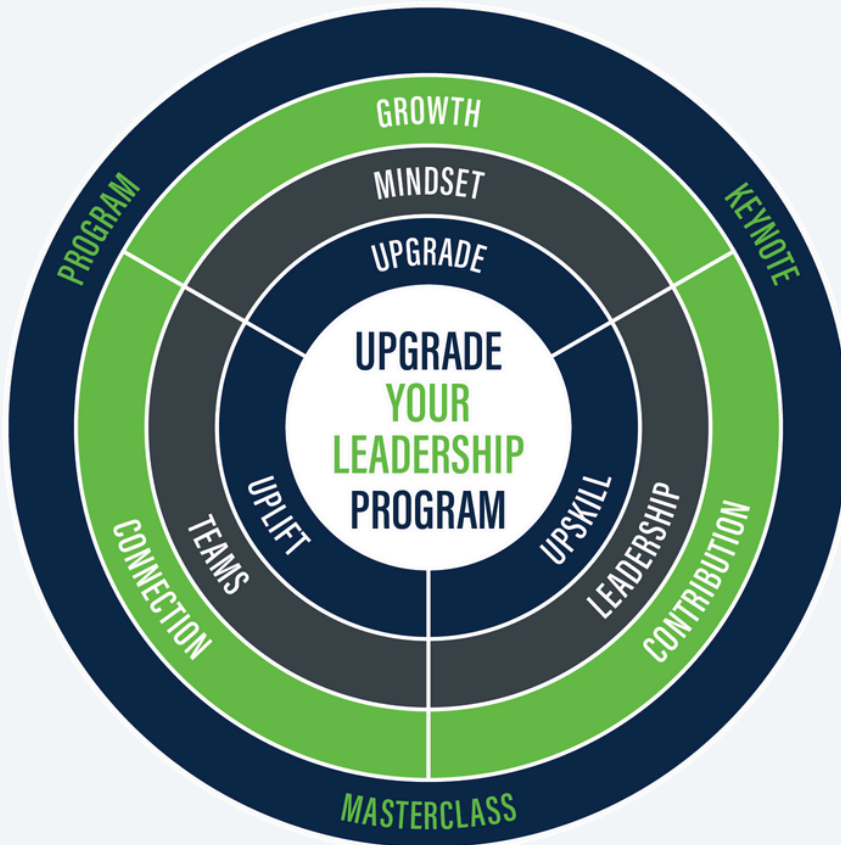 GROWTH
MINDSET
UPGRADE
PROGRAM
KEYNOTE
UPGRADE
YOUR
LEADERSHIP
PROGRAM
UPLIFT
TEAMS
CONNECTION
UPSKILL
LEADERSHIP
CONTRIBUTION
MASTERCLASS